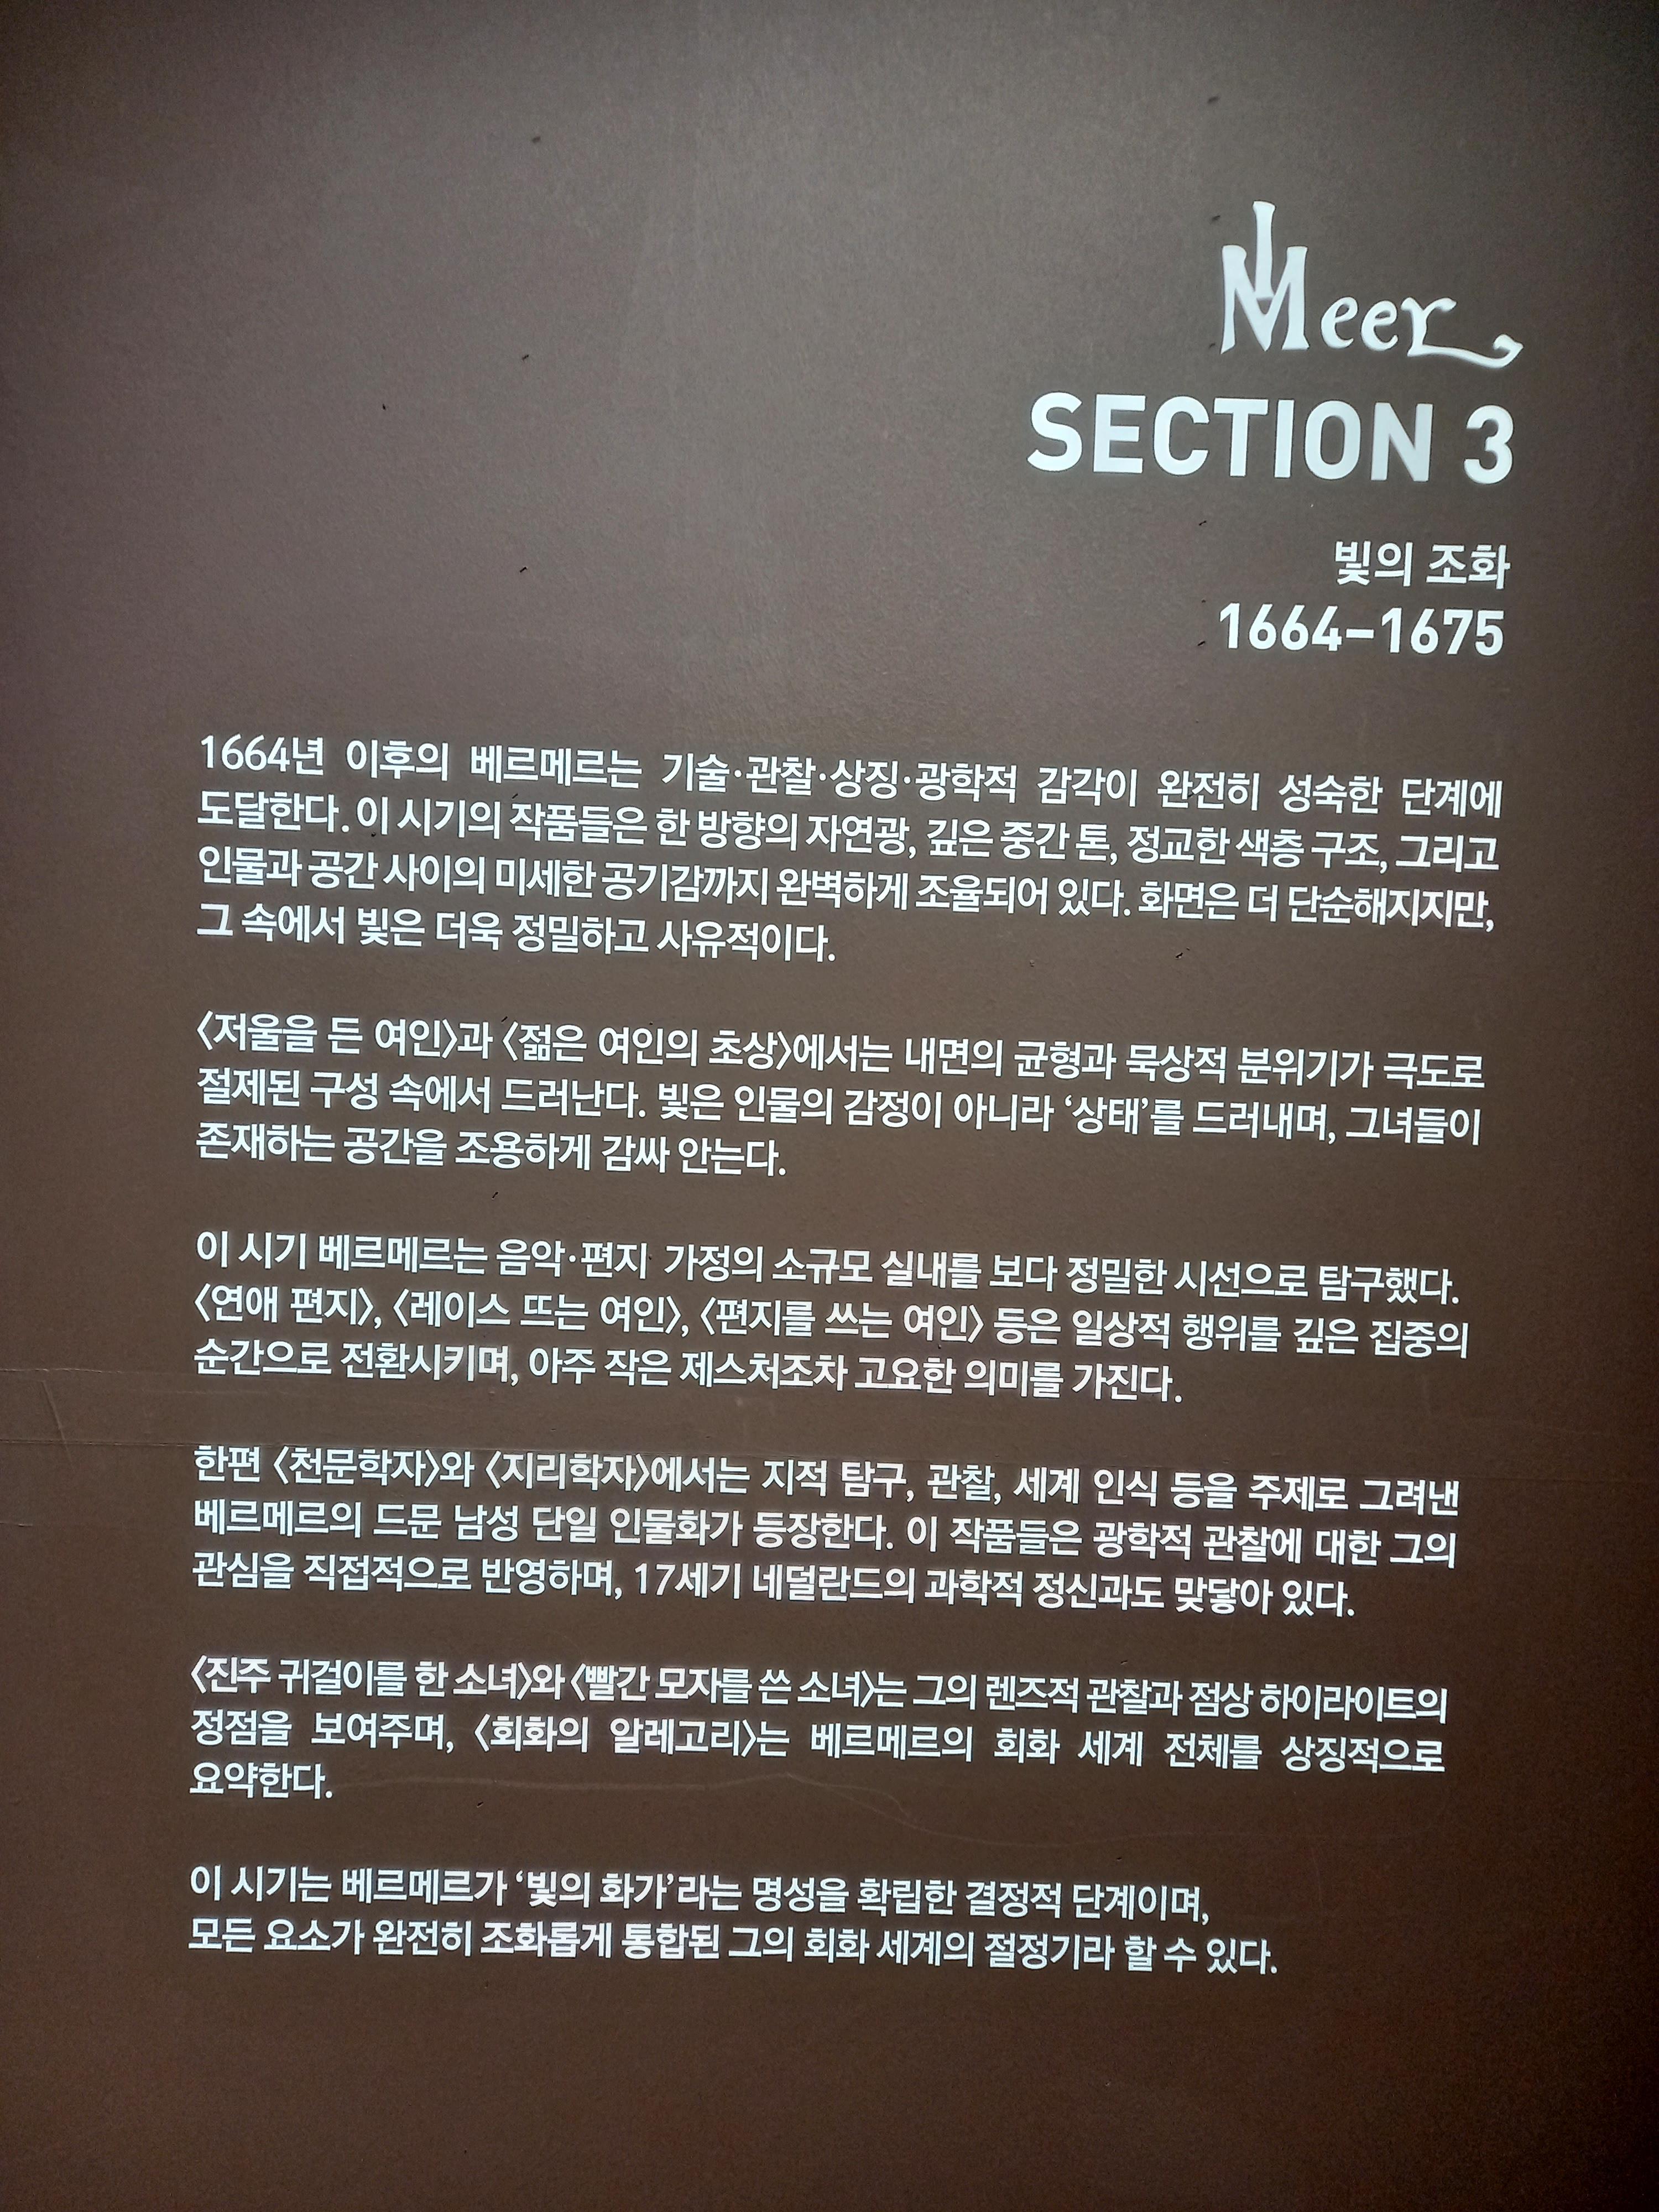 Meer
SECTION 3
빛의 조화
1664–1675
1664년 이후의 베르메르는 기술·관찰·상징·광학적 감각이 완전히 성숙한 단계에
도달한다. 이 시기의 작품들은 한 방향의 자연광, 깊은 중간 톤, 정교한 색층 구조, 그리고
인물과 공간 사이의 미세한 공기감까지 완벽하게 조율되어 있다. 화면은 더 단순해지지만,
그 속에서 빛은 더욱 정밀하고 사유적이다.
〈저울을 든 여인〉과 〈젊은 여인의 초상〉에서는 내면의 균형과 묵상적 분위기가 극도로
절제된 구성 속에서 드러난다. 빛은 인물의 감정이 아니라 ‘상태’를 드러내며, 그녀들이
존재하는 공간을 조용하게 감싸 안는다.
이 시기 베르메르는 음악·편지 가정의 소규모 실내를 보다 정밀한 시선으로 탐구했다.
〈연애 편지〉, 〈레이스 뜨는 여인〉, 〈편지를 쓰는 여인〉 등은 일상적 행위를 깊은 집중의
순간으로 전환시키며, 아주 작은 제스처조차 고요한 의미를 가진다.
한편 〈천문학자〉와 〈지리학자〉에서는 지적 탐구, 관찰, 세계 인식 등을 주제로 그려낸
베르메르의 드문 남성 단일 인물화가 등장한다. 이 작품들은 광학적 관찰에 대한 그의
관심을 직접적으로 반영하며, 17세기 네덜란드의 과학적 정신과도 맞닿아 있다.
〈진주 귀걸이를 한 소녀〉와 〈빨간 모자를 쓴 소녀〉는 그의 렌즈적 관찰과 점상 하이라이트의
정점을 보여주며, 〈회화의 알레고리〉는 베르메르의 회화 세계 전체를 상징적으로
요약한다.
이 시기는 베르메르가 ‘빛의 화가’라는 명성을 확립한 결정적 단계이며,
모든 요소가 완전히 조화롭게 통합된 그의 회화 세계의 절정기라 할 수 있다.